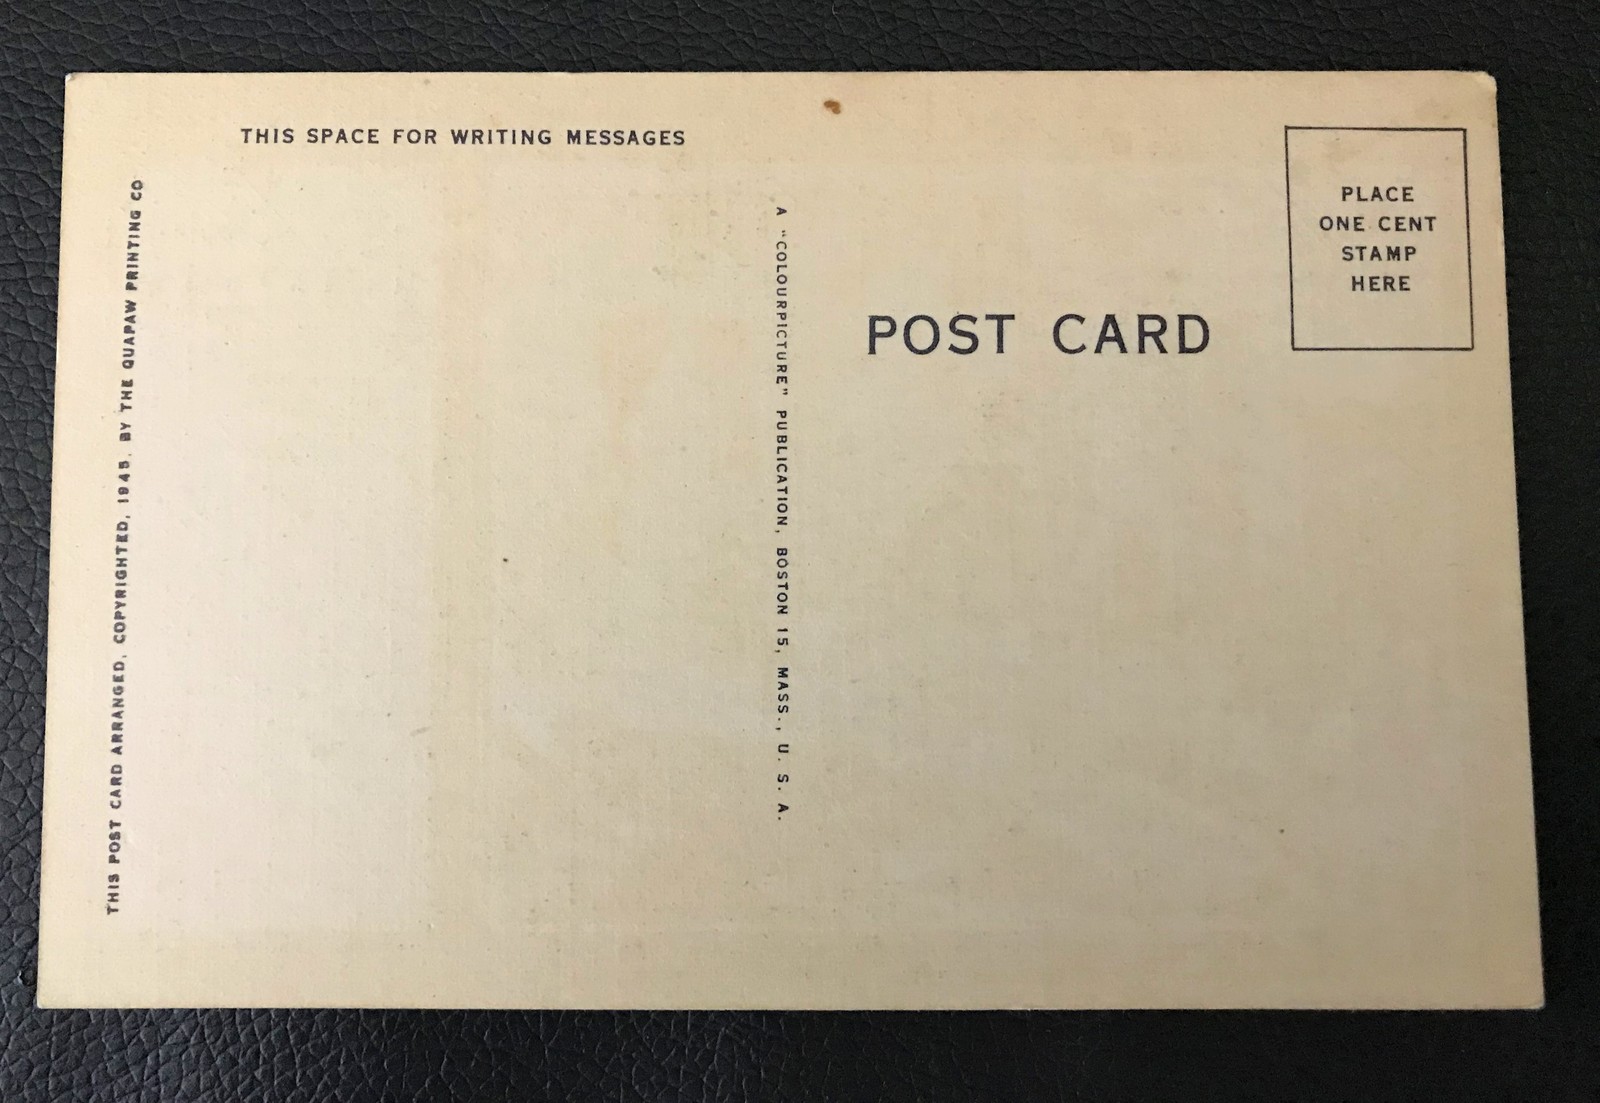 THIS SPACE FOR WRITING MESSAGES
THIS POST CARD ARRANGED, COPYRIGHTED, 1945, BY THE QUAPAW PRINTING CO
A "COLOURPICTURE" PUBLICATION, BOSTON 15, MASS., U. S. A.
POST CARD
PLACE
ONE CENT
STAMP
HERE